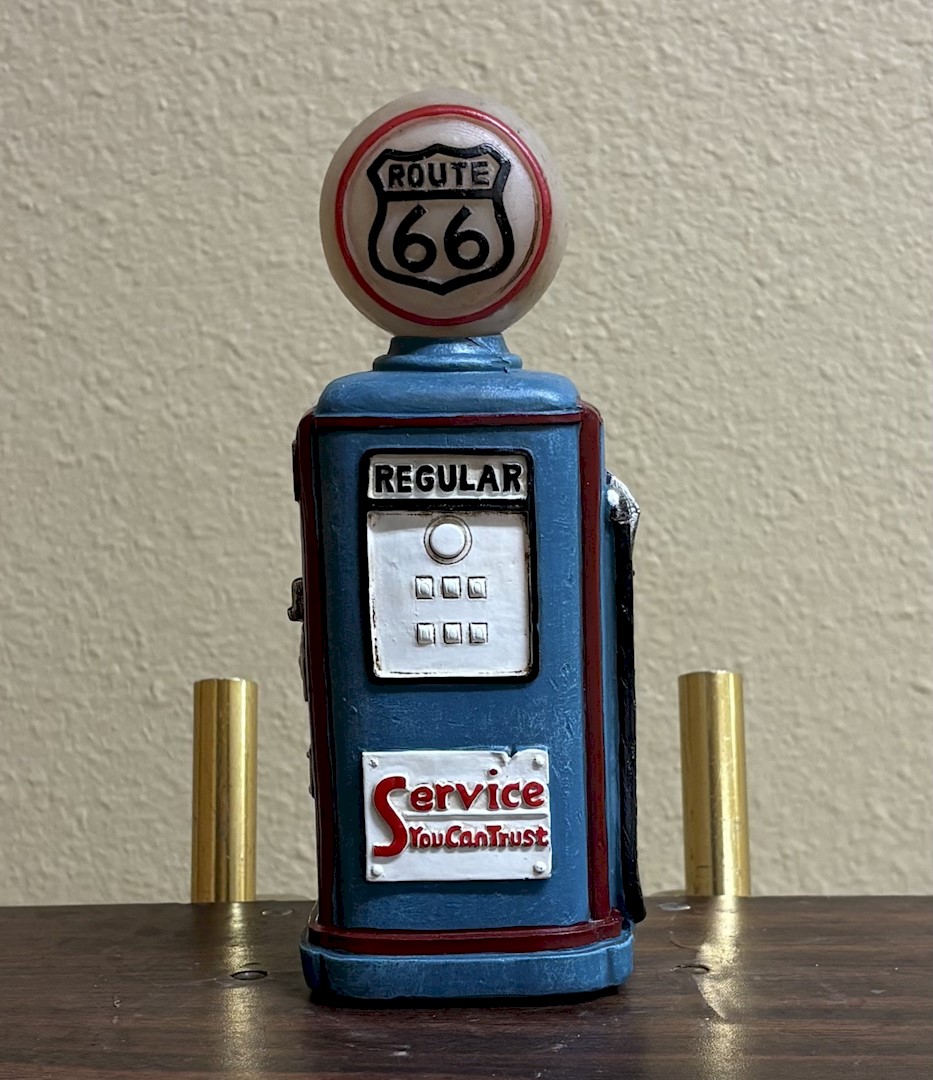 ROUTE
66
REGULAR
Service
You Can Trust